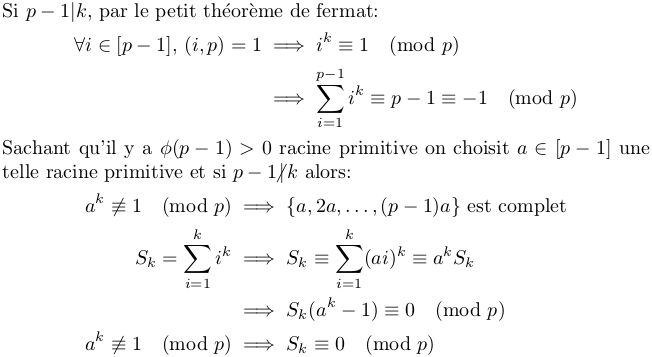 Si p − 1|k, par le petit théorème de fermat:
∀i ∈ [p − 1], (i, p) = 1 ⟹ i^k ≡ 1 (mod p)
⟹ ∑_{i=1}^{p−1} i^k ≡ p − 1 ≡ −1 (mod p)
Sachant qu'il y a ϕ(p − 1) > 0 racine primitive on choisit a ∈ [p − 1] une
telle racine primitive et si p − 1∤k alors:
a^k ≢ 1 (mod p) ⟹ {a, 2a, . . . , (p − 1)a} est complet
S_k = ∑_{i=1}^{k} i^k ⟹ S_k ≡ ∑_{i=1}^{k} (ai)^k ≡ a^k S_k
⟹ S_k(a^k − 1) ≡ 0 (mod p)
a^k ≢ 1 (mod p) ⟹ S_k ≡ 0 (mod p)